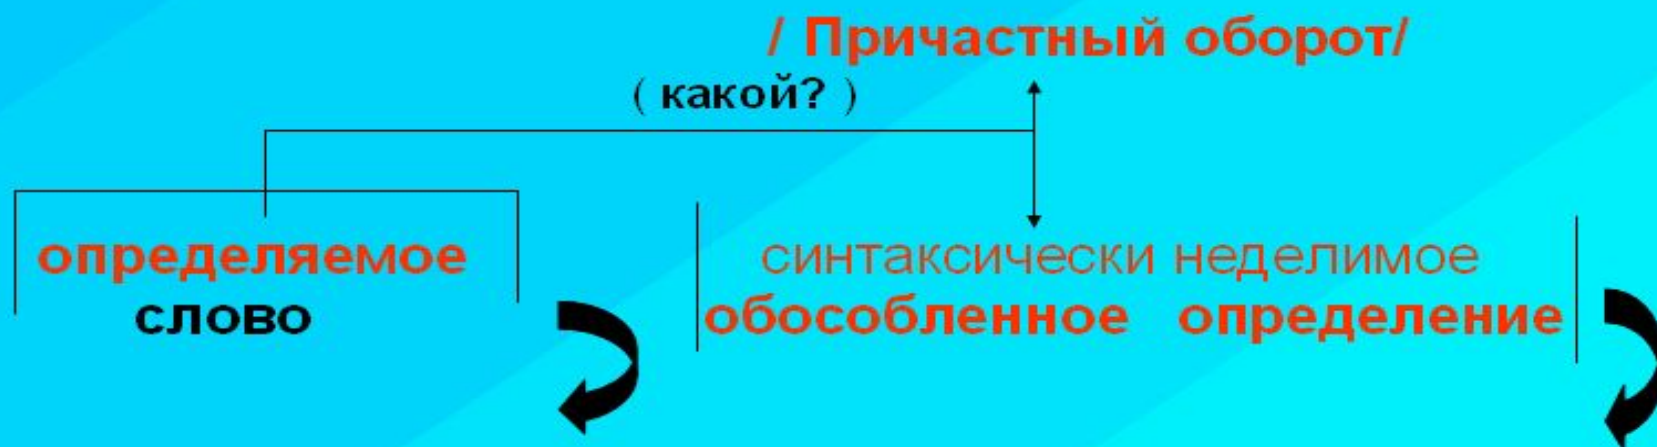 / Причастный оборот/
( какой? )
определяемое
слово
синтаксически неделимое
обособленное определение